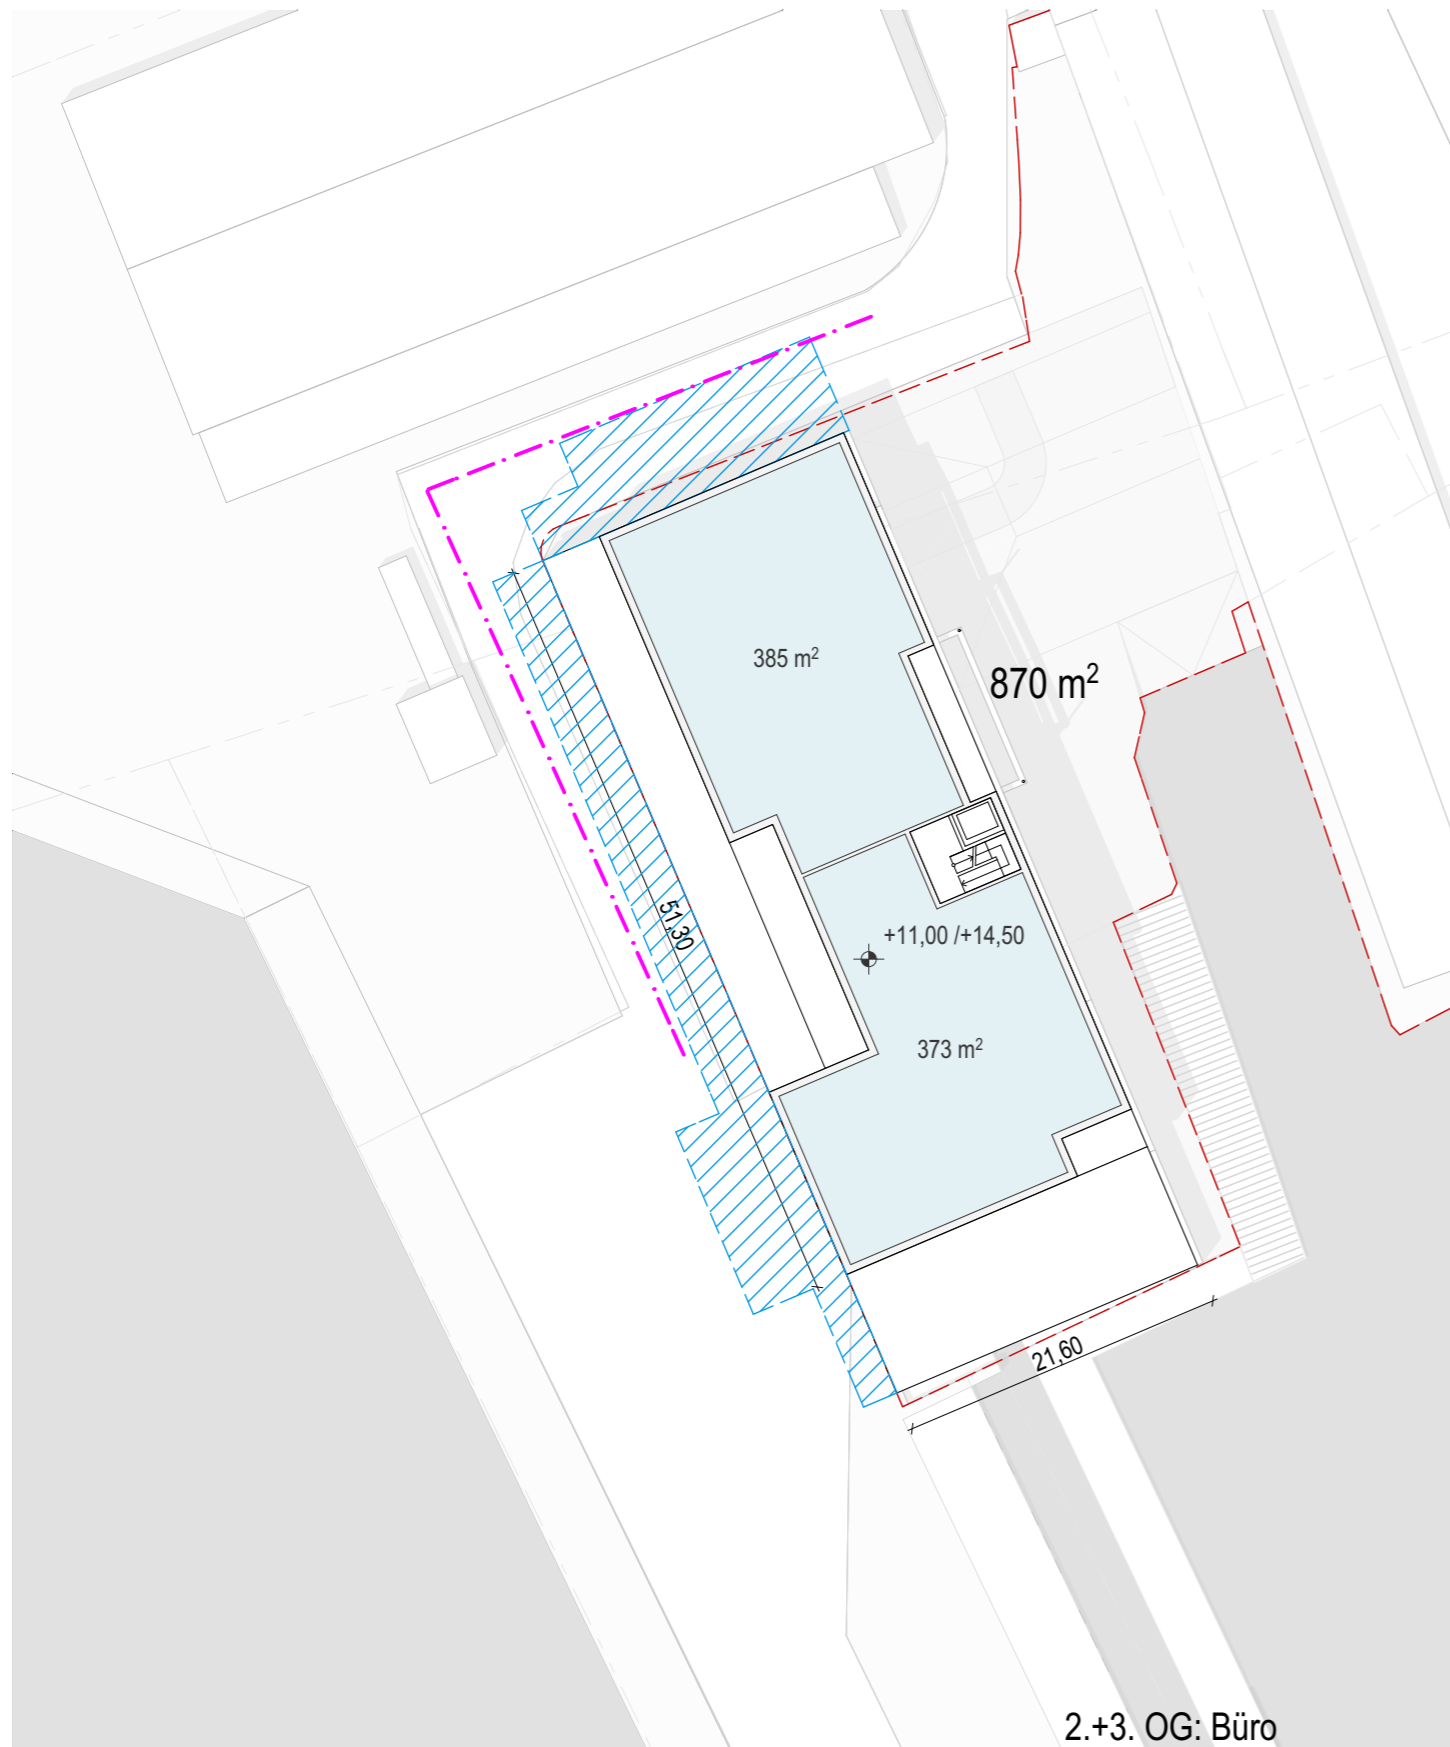 385 m²
870 m²
51,30
+11,00 /+14,50
373 m²
21,60
2.+3. OG: Büro